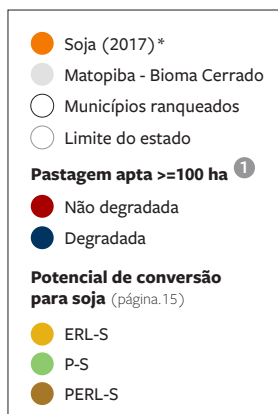 Soja (2017)*
Matopiba - Bioma Cerrado
Municípios ranqueados
Limite do estado
Pastagem apta >=100 ha 1
Não degradada
Degradada
Potencial de conversão
para soja (página.15)
ERL-S
P-S
PERL-S